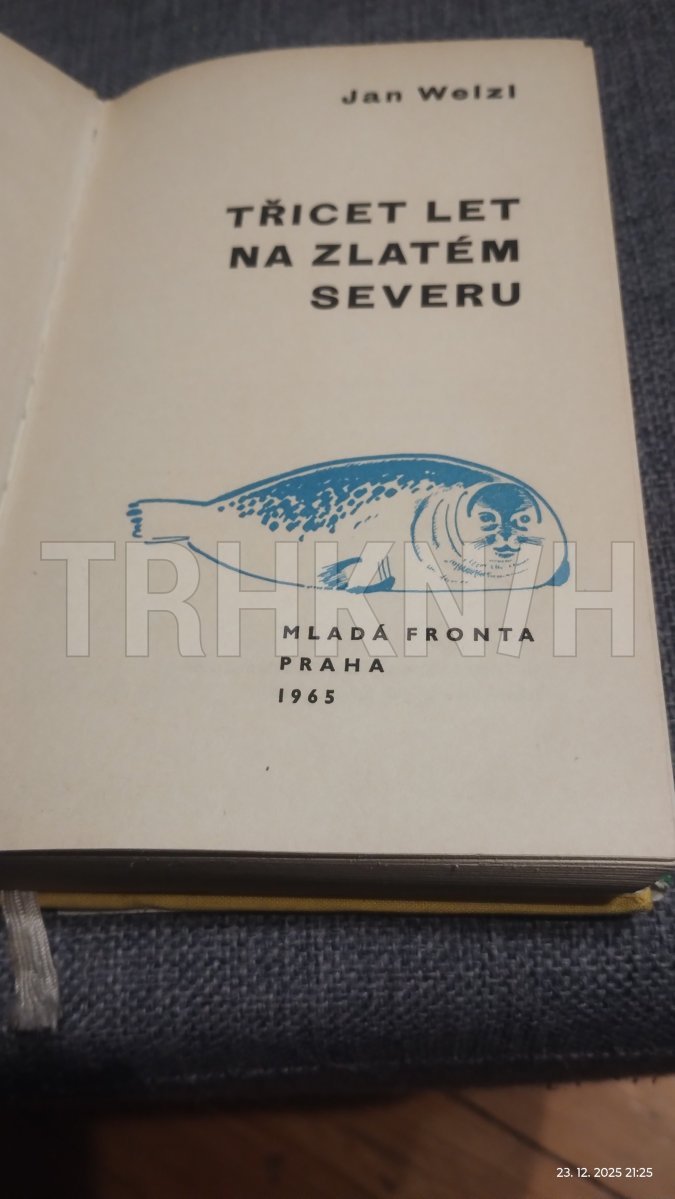 Jan Welzl
TŘICET LET
NA ZLATÉM
SEVERU
TRHKNIH
MLADÁ FRONTA
PRAHA
1965
23. 12. 2025 21:25